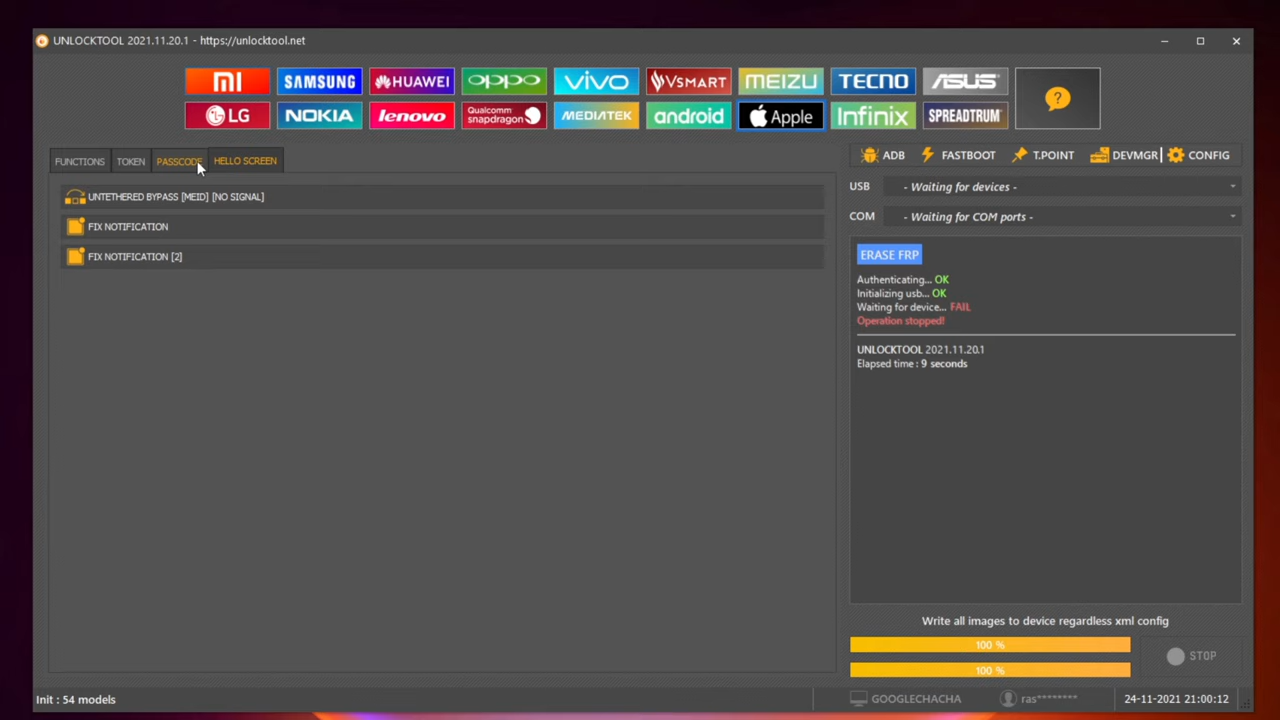 UNLOCKTOOL 2021.11.20.1 - https://unlocktool.net
MI SAMSUNG HUAWEI OPPO VIVO VSMART MEIZU TECNO ASUS
LG NOKIA lenovo Qualcomm snapdragon MEDIATEK android Apple Infinix SPREADTRUM ?
FUNCTIONS TOKEN PASSCODE HELLO SCREEN
UNTETHERED BYPASS [MEID] [NO SIGNAL]
FIX NOTIFICATION
FIX NOTIFICATION [2]
ADB FASTBOOT T.POINT DEVMGR CONFIG
USB - Waiting for devices -
COM - Waiting for COM ports -
ERASE FRP
Authenticating... OK
Initializing usb... OK
Waiting for device... FAIL
Operation stopped!
UNLOCKTOOL 2021.11.20.1
Elapsed time : 9 seconds
Write all images to device regardless xml config
100 %
100 %
STOP
Init : 54 models
GOOGLECHACHA ras******** 24-11-2021 21:00:12